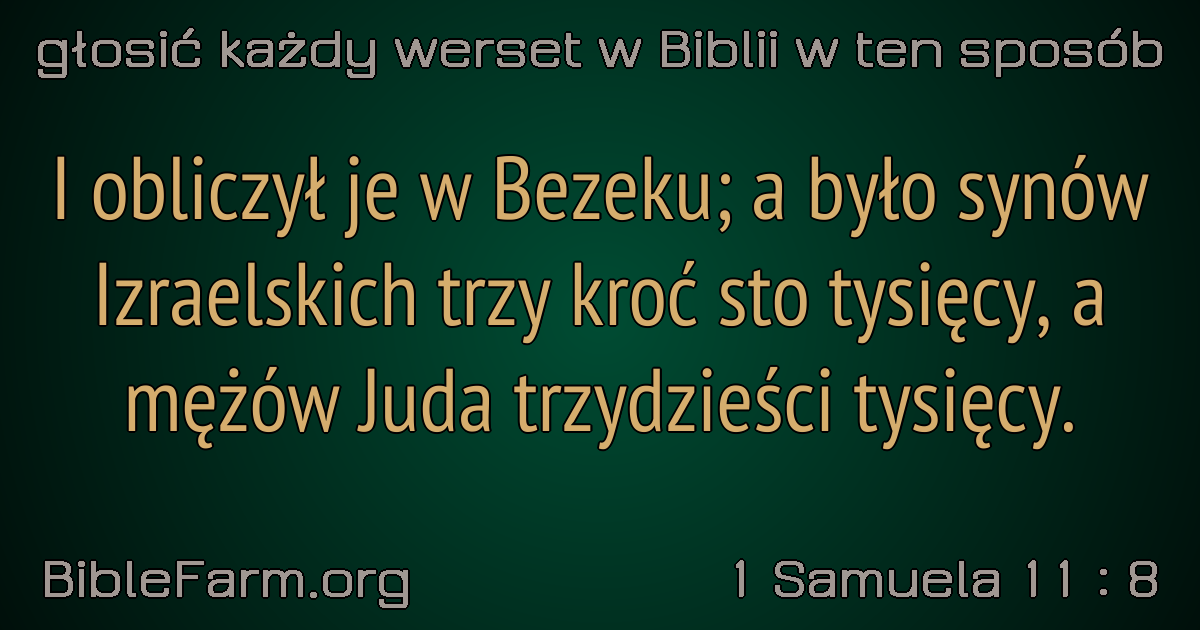 głosić każdy werset w Biblii w ten sposób
I obliczył je w Bezeku; a było synów
Izraelskich trzy kroć sto tysięcy, a
mężów Juda trzydzieści tysięcy.
BibleFarm.org
1 Samuela 11 : 8